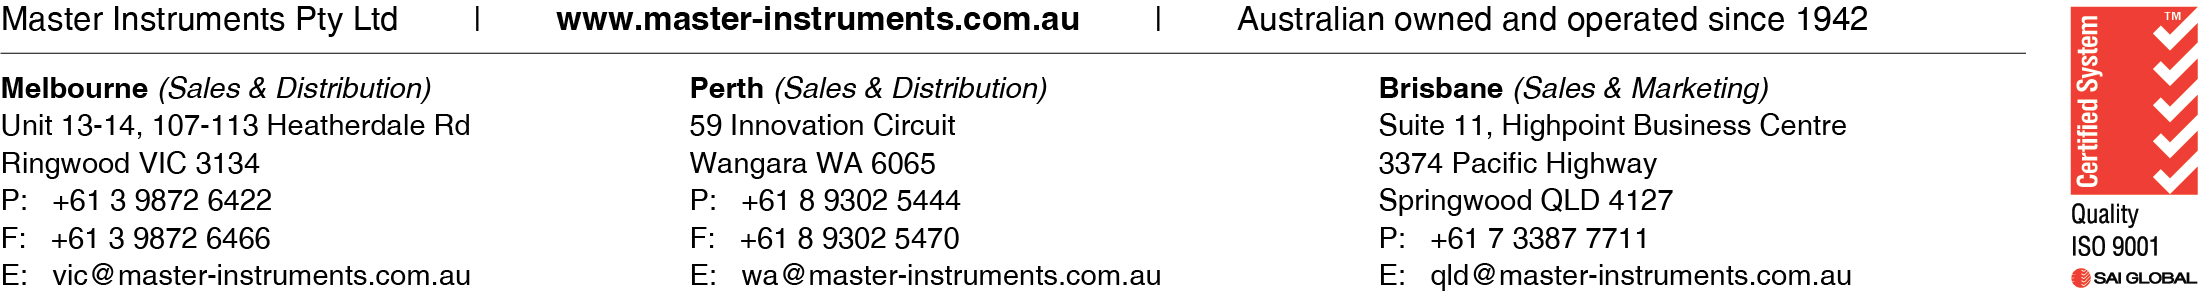 Master Instruments Pty Ltd | www.master-instruments.com.au | Australian owned and operated since 1942
Melbourne (Sales & Distribution)
Unit 13-14, 107-113 Heatherdale Rd
Ringwood VIC 3134
P: +61 3 9872 6422
F: +61 3 9872 6466
E: vic@master-instruments.com.au
Perth (Sales & Distribution)
59 Innovation Circuit
Wangara WA 6065
P: +61 8 9302 5444
F: +61 8 9302 5470
E: wa@master-instruments.com.au
Brisbane (Sales & Marketing)
Suite 11, Highpoint Business Centre
3374 Pacific Highway
Springwood QLD 4127
P: +61 7 3387 7711
E: qld@master-instruments.com.au
Certified System
TM
Quality
ISO 9001
SAI GLOBAL